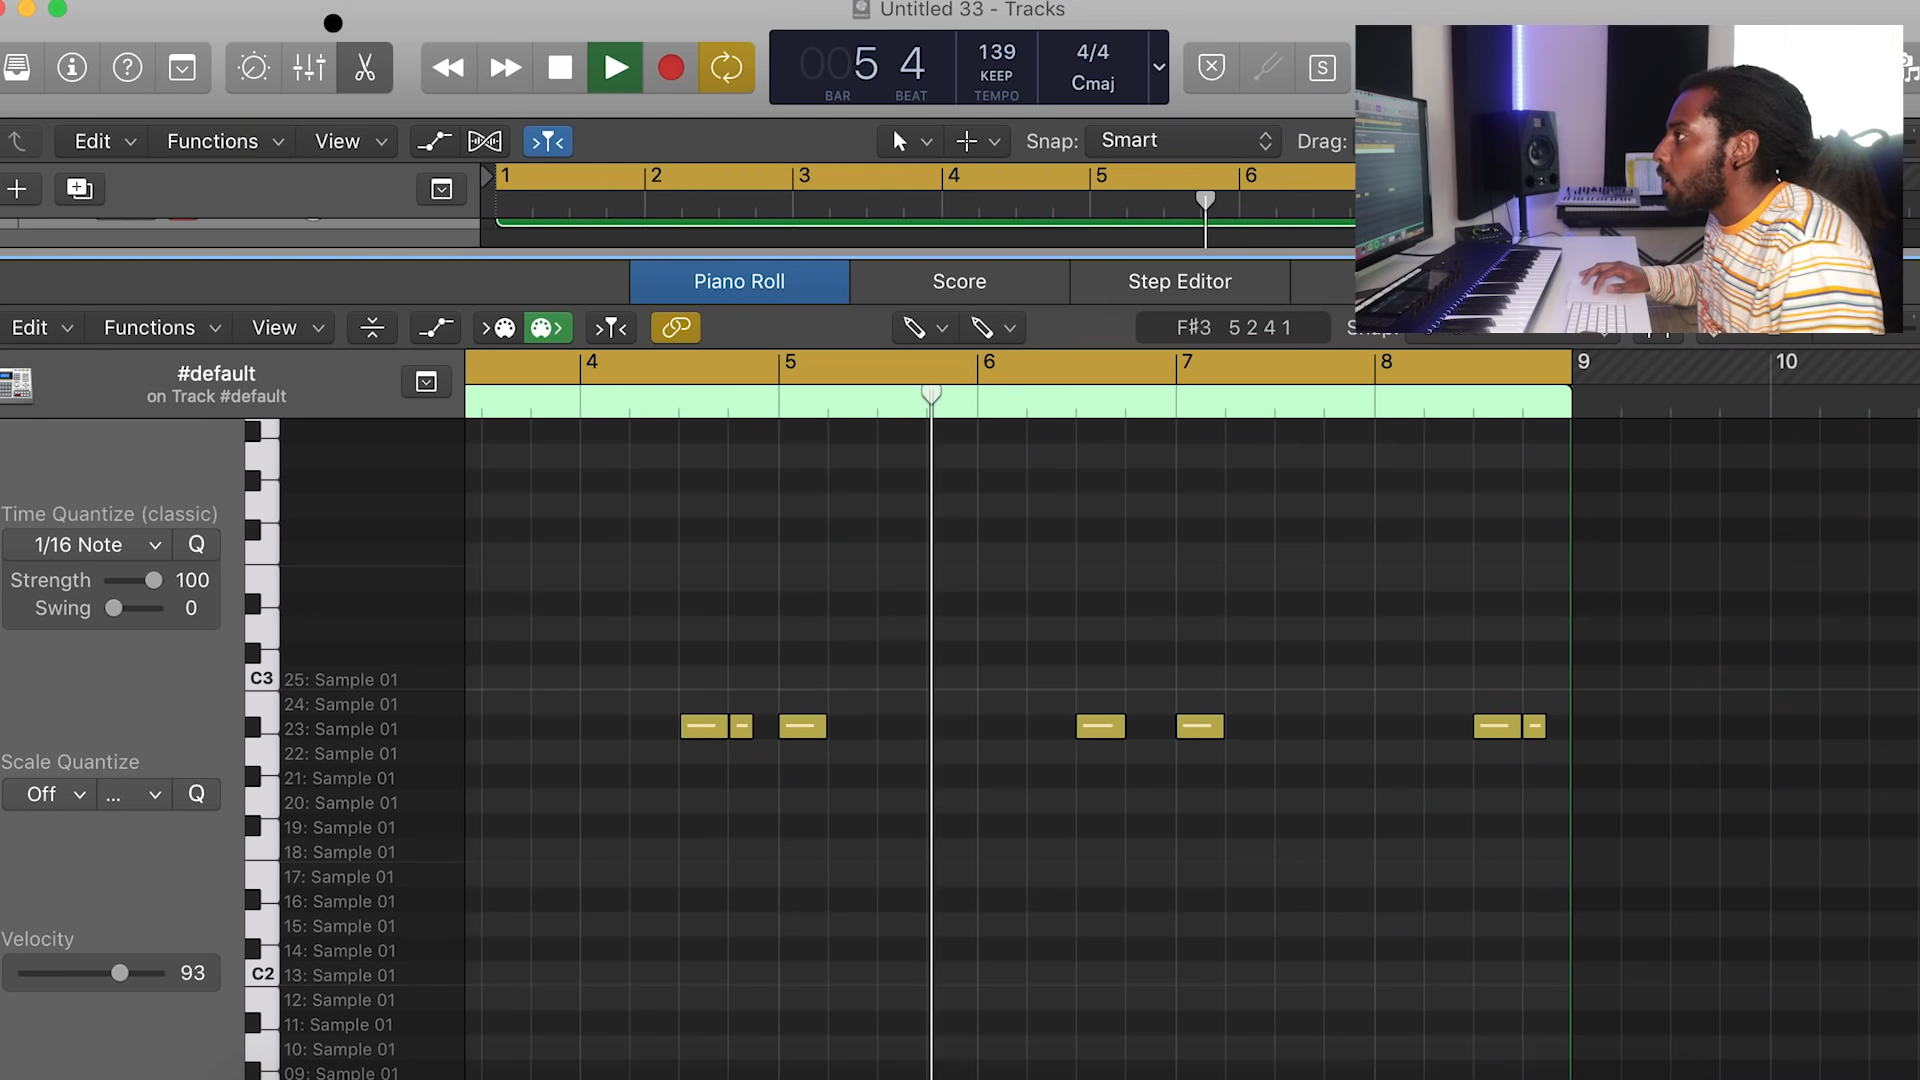 Untitled 33 - Tracks
005 4
BAR BEAT
139
KEEP
TEMPO
4/4
Cmaj
S
Edit Functions View
Snap: Smart
Drag:
1 2 3 4 5 6
Piano Roll Score Step Editor
Edit Functions View
F#3 5 2 4 1
#default
on Track #default
4 5 6 7 8 9 10
Time Quantize (classic)
1/16 Note Q
Strength 100
Swing 0
Scale Quantize
Off ... Q
Velocity
93
C3 25: Sample 01
24: Sample 01
23: Sample 01
22: Sample 01
21: Sample 01
20: Sample 01
19: Sample 01
18: Sample 01
17: Sample 01
16: Sample 01
15: Sample 01
14: Sample 01
C2 13: Sample 01
12: Sample 01
11: Sample 01
10: Sample 01
09: Sample 01